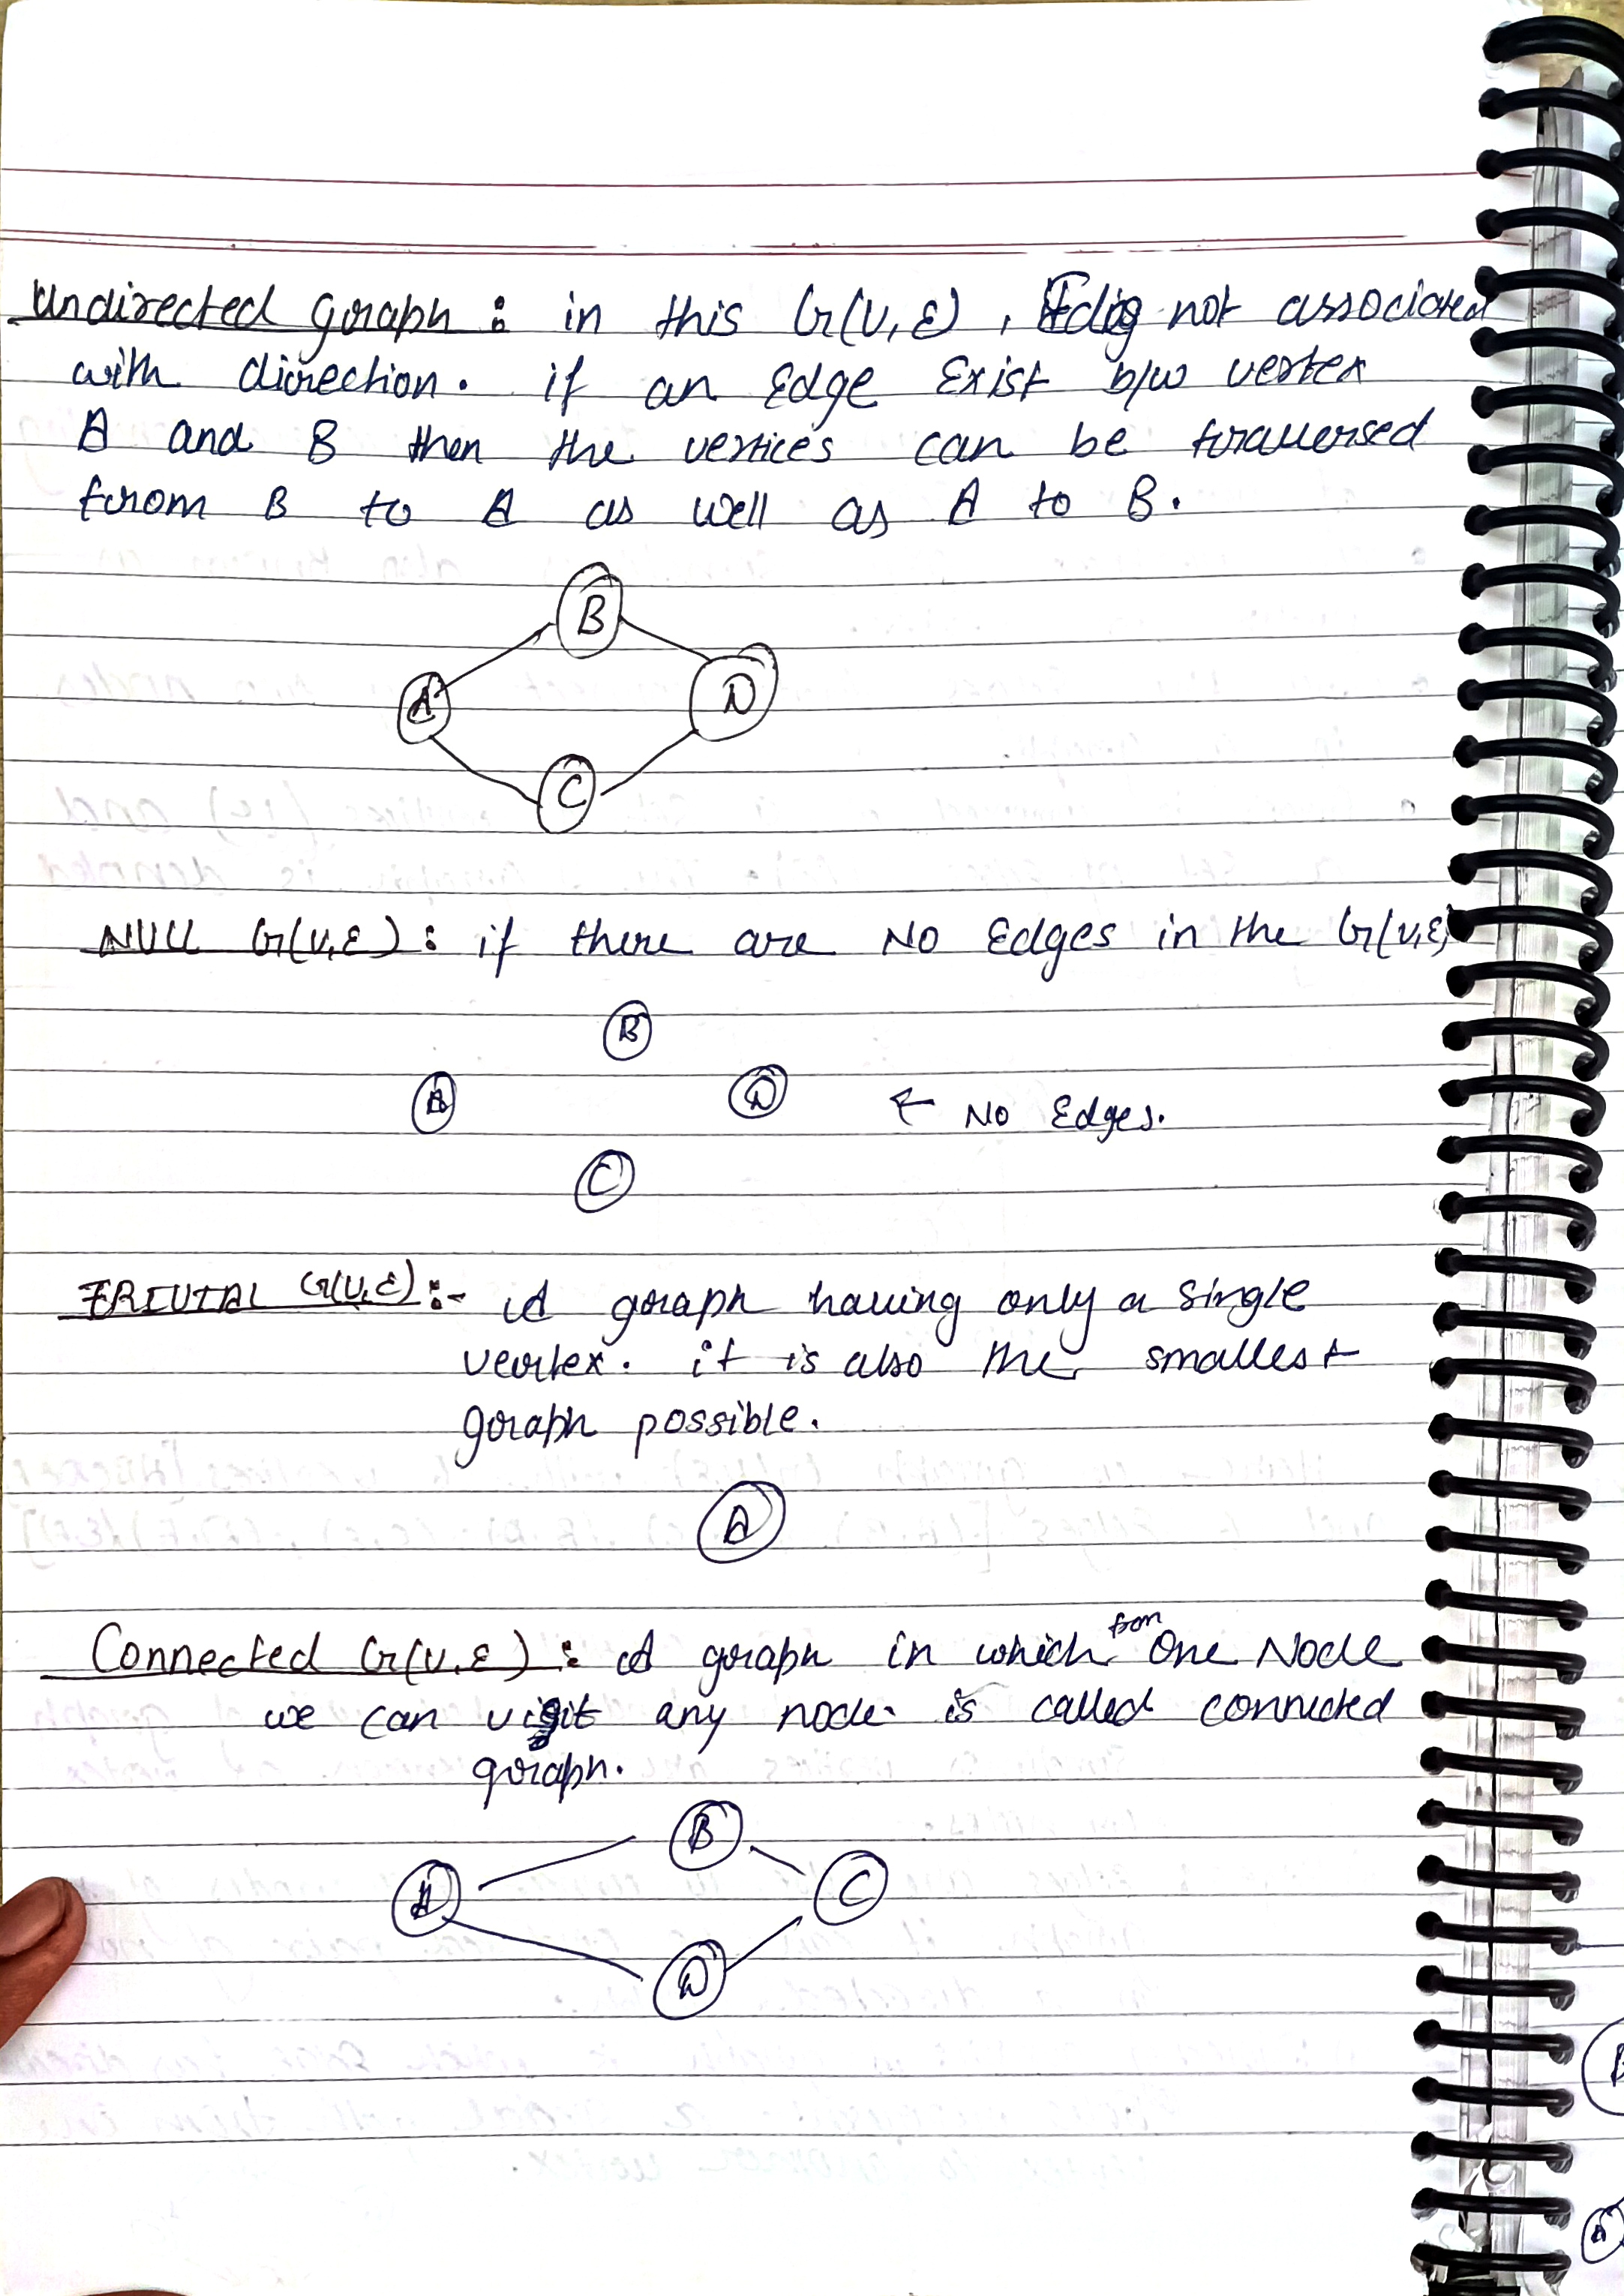 Undirected graph : in this G(V,E), Edg not associated
with direction. if an Edge Exist b/w vertex
A and B then the vertices can be traversed
from B to A as well as A to B.
B
A D
C
NULL G(V,E) : if there are NO Edges in the G(V,E)
B
A D ← NO Edges.
C
TRIVIAL G(V,E) :- A graph having only a single
vertex. it is also the smallest
graph possible.
A
from
Connected G(V,E) : A graph in which One Node
we can visit any node is called connected
graph.
B
A C
D